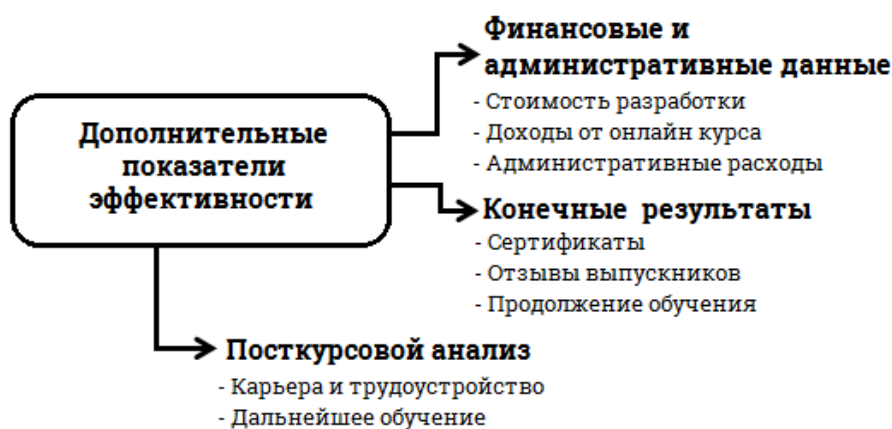 Дополнительные
показатели
эффективности
Финансовые и
административные данные
- Стоимость разработки
- Доходы от онлайн курса
- Административные расходы
Конечные результаты
- Сертификаты
- Отзывы выпускников
- Продолжение обучения
Посткурсовой анализ
- Карьера и трудоустройство
- Дальнейшее обучение